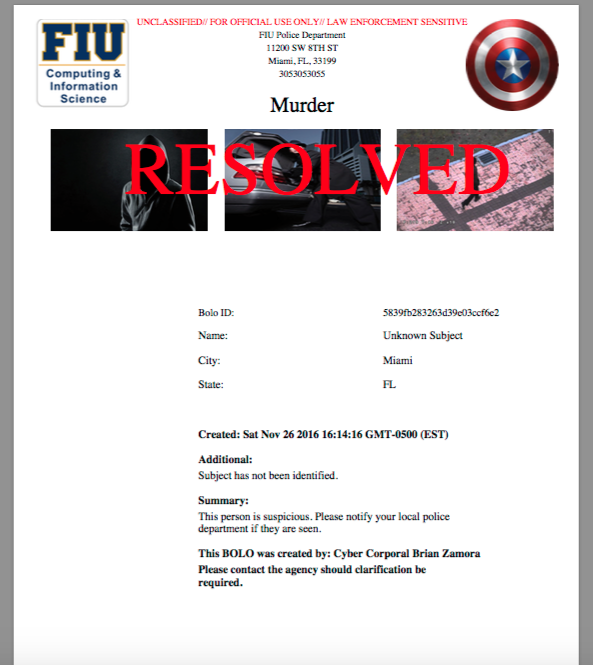 UNCLASSIFIED// FOR OFFICIAL USE ONLY// LAW ENFORCEMENT SENSITIVE
FIU
Computing &
Information
Science
FIU Police Department
11200 SW 8TH ST
Miami, FL, 33199
3053053055
Murder
RESOLVED
Bolo ID: 5839fb283263d39e03ccf6e2
Name: Unknown Subject
City: Miami
State: FL
Created: Sat Nov 26 2016 16:14:16 GMT-0500 (EST)
Additional:
Subject has not been identified.
Summary:
This person is suspicious. Please notify your local police
department if they are seen.
This BOLO was created by: Cyber Corporal Brian Zamora
Please contact the agency should clarification be
required.